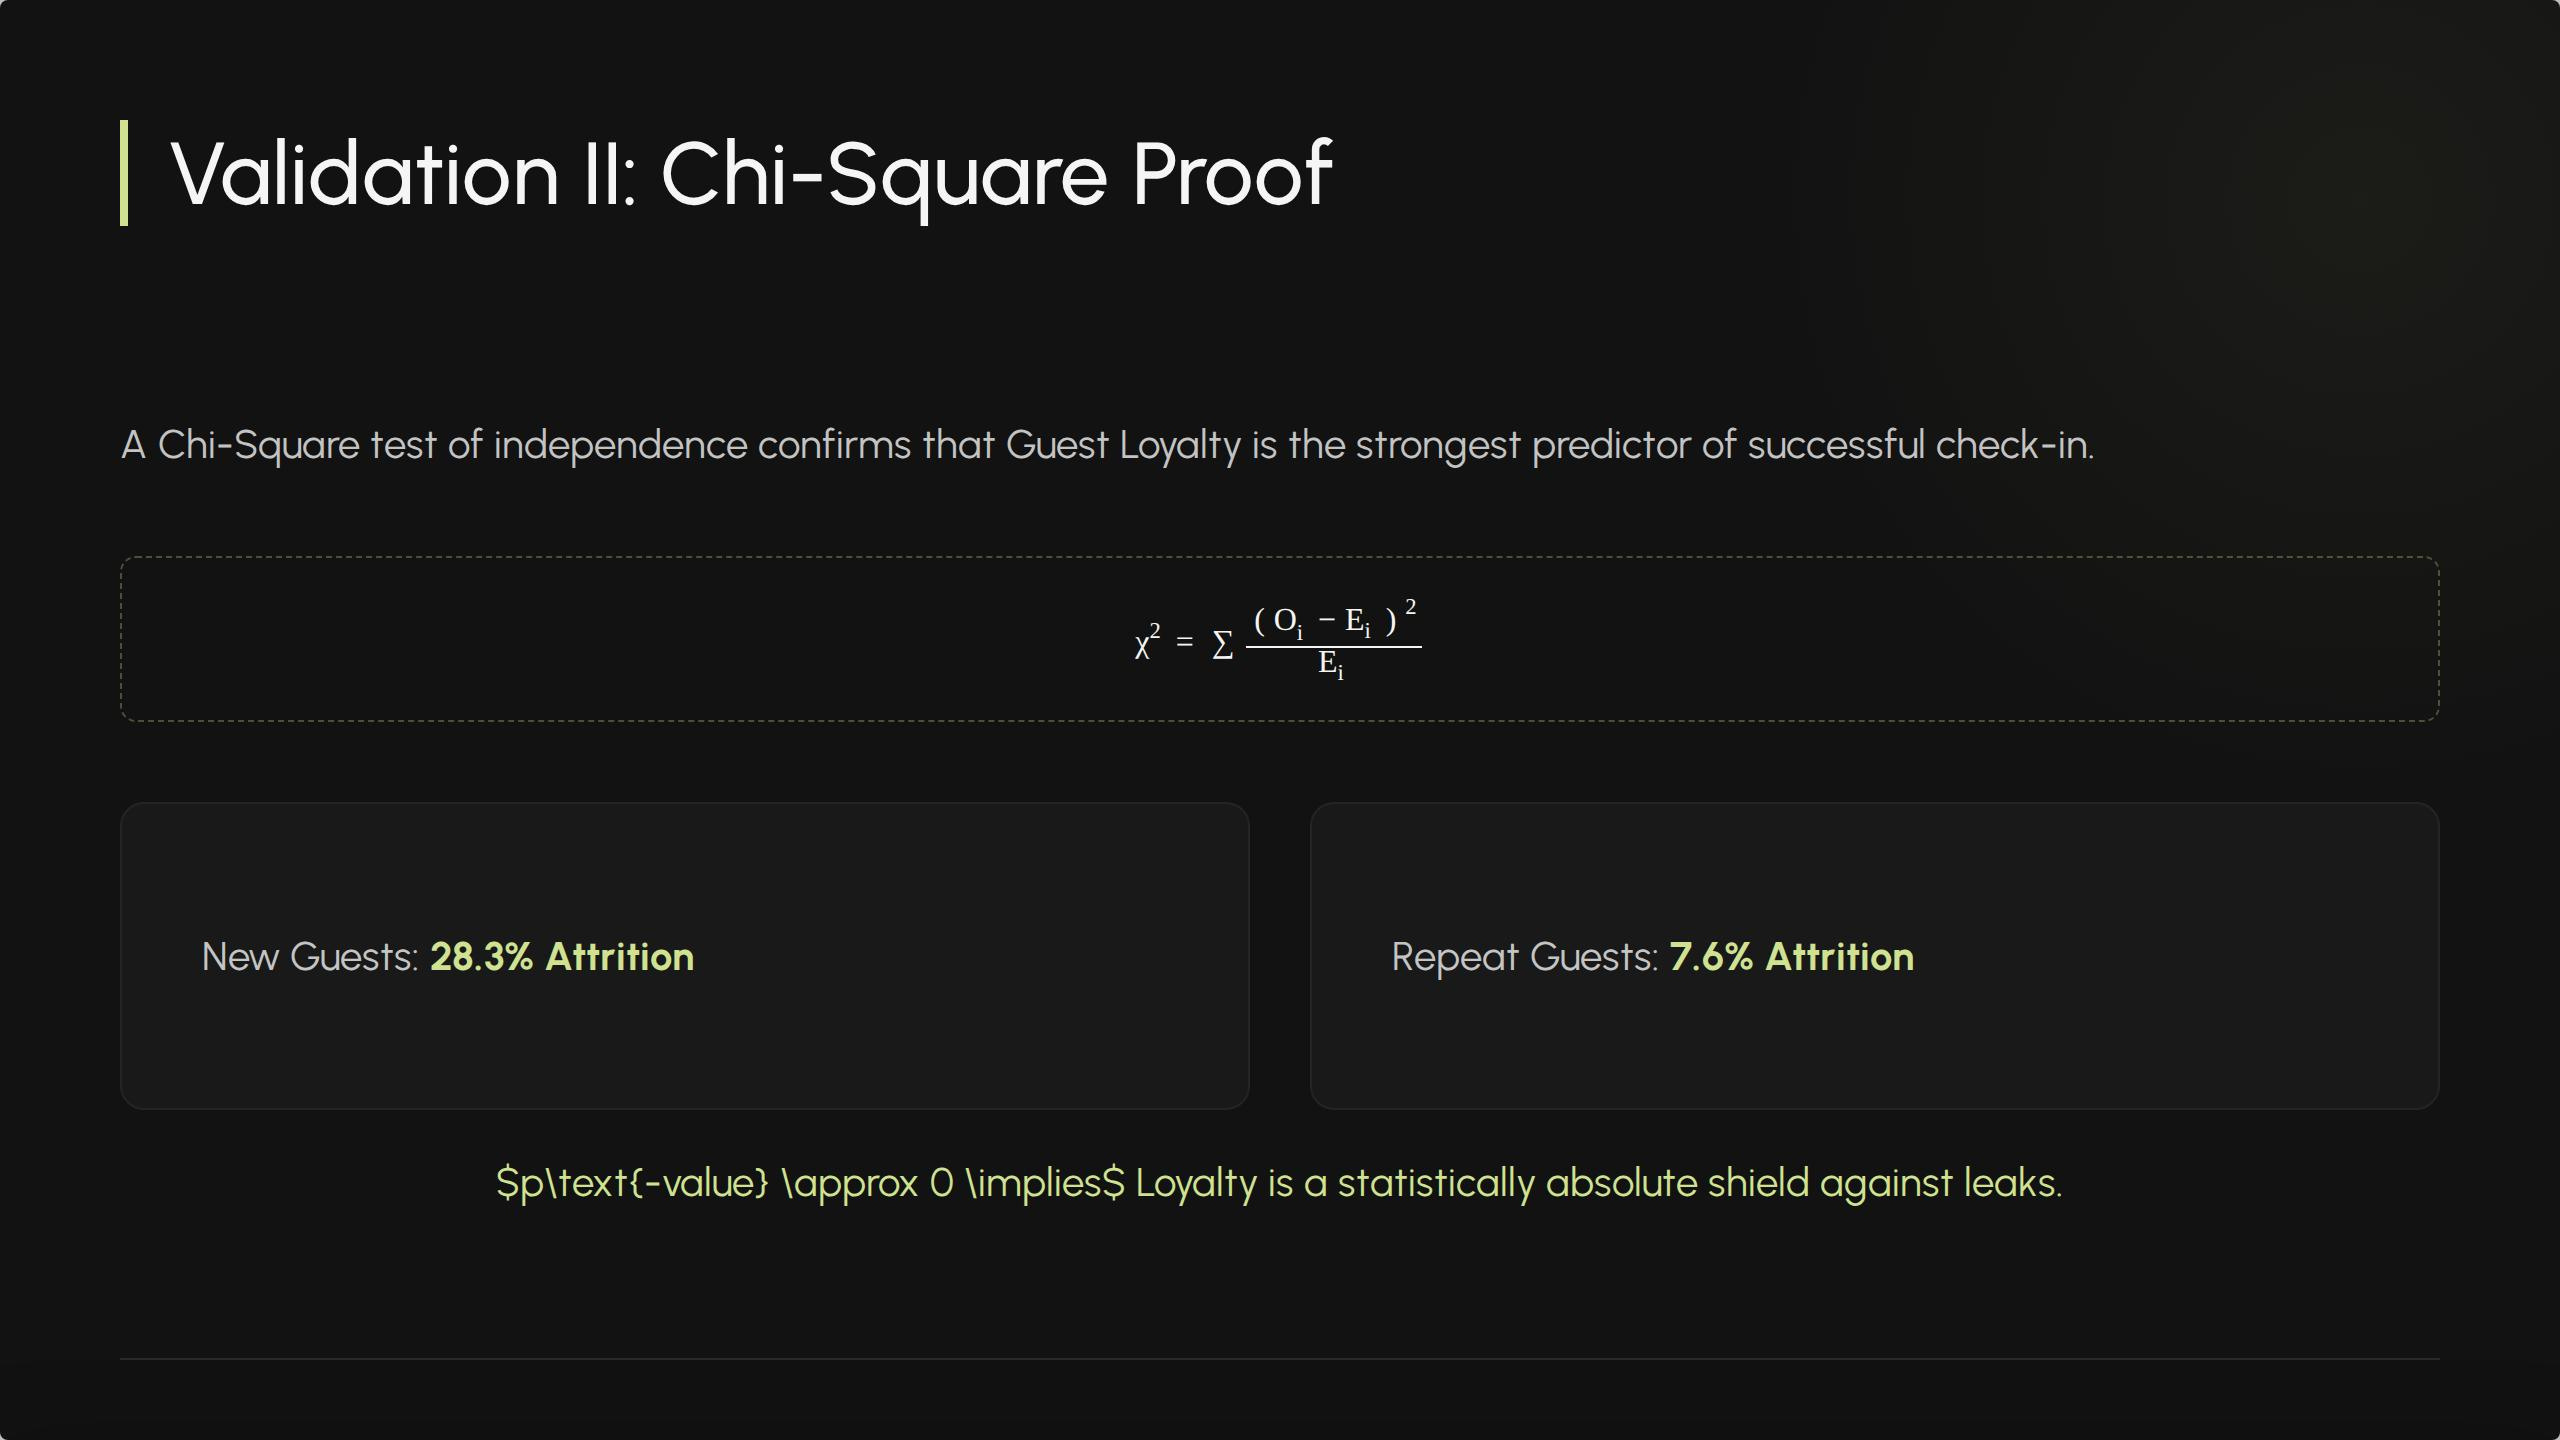 Validation II: Chi-Square Proof
A Chi-Square test of independence confirms that Guest Loyalty is the strongest predictor of successful check-in.
χ² = ∑ (Oᵢ − Eᵢ)² / Eᵢ
New Guests: 28.3% Attrition
Repeat Guests: 7.6% Attrition
$p\text{-value} \approx 0 \implies$ Loyalty is a statistically absolute shield against leaks.